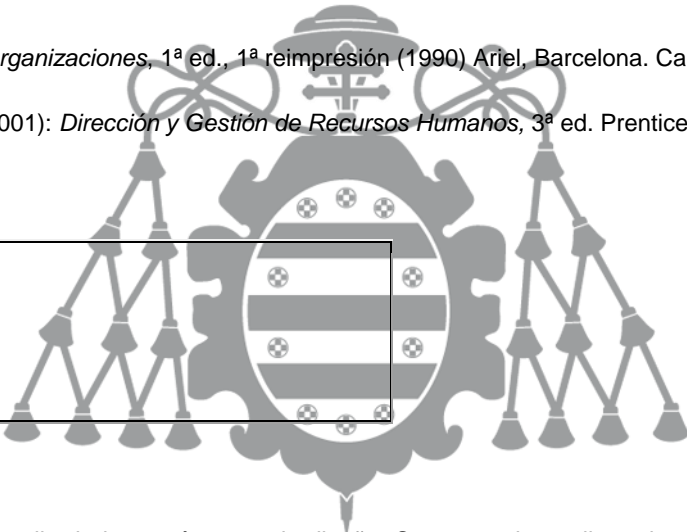 rganizaciones, 1ª ed., 1ª reimpresión (1990) Ariel, Barcelona. Ca
001): Dirección y Gestión de Recursos Humanos, 3ª ed. Prentice